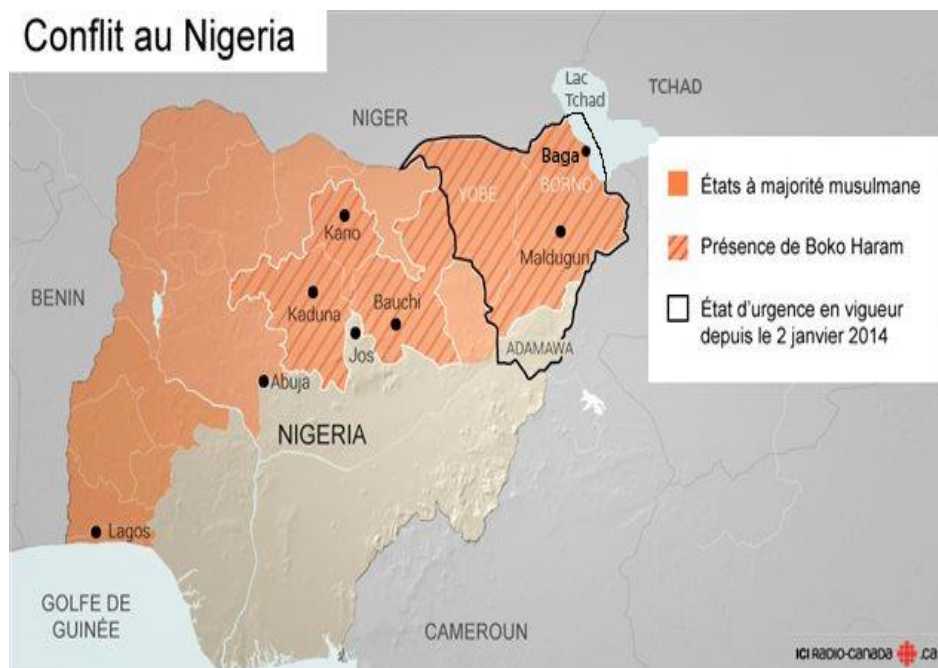 Conflit au Nigeria
Lac
Tchad
TCHAD
NIGER
Baga
YOBE
BORNO
États à majorité musulmane
Kano
Malduguri
Présence de Boko Haram
BENIN
Kaduna
Bauchi
État d'urgence en vigueur
depuis le 2 janvier 2014
Jos
ADAMAWA
Abuja
NIGERIA
Lagos
GOLFE DE
GUINÉE
CAMEROUN
ICI RADIO-CANADA .ca